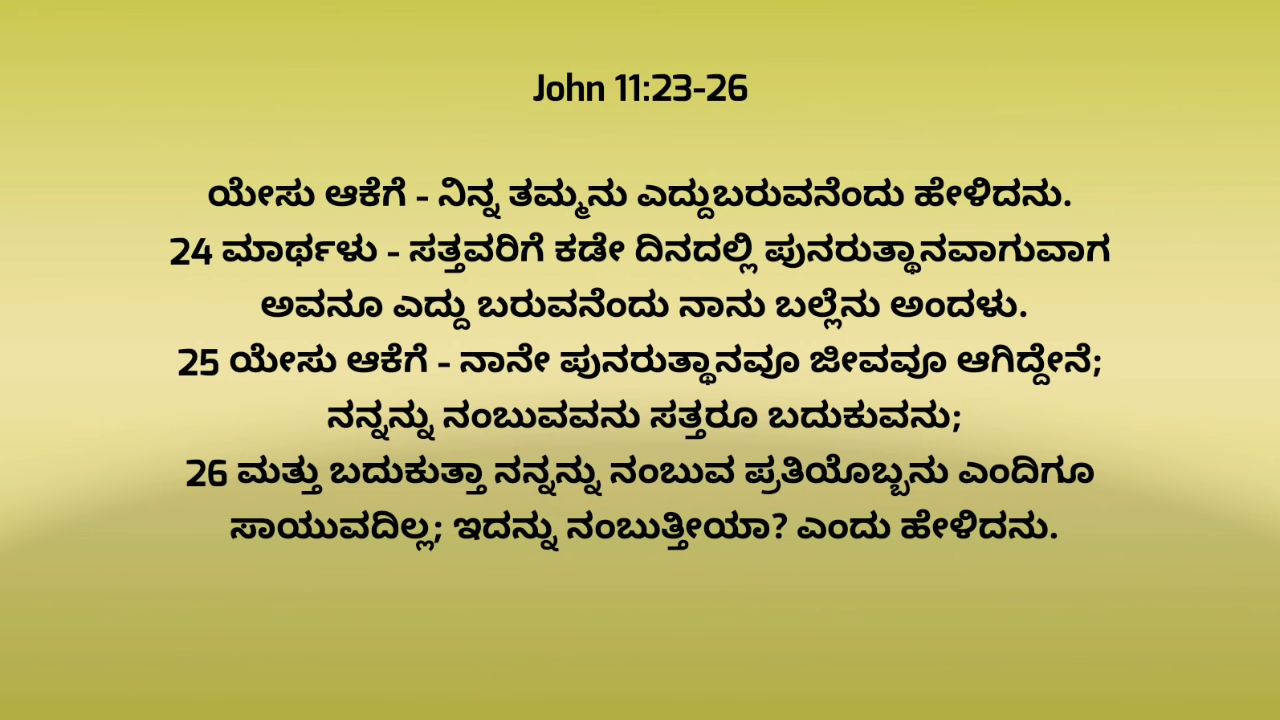 John 11:23-26
ಯೇಸು ಆಕೆಗೆ - ನಿನ್ನ ತಮ್ಮನು ಎದ್ದುಬರುವನೆಂದು ಹೇಳಿದನು.
24 ಮಾರ್ಥಳು - ಸತ್ತವರಿಗೆ ಕಡೇ ದಿನದಲ್ಲಿ ಪುನರುತ್ಥಾನವಾಗುವಾಗ
ಅವನೂ ಎದ್ದು ಬರುವನೆಂದು ನಾನು ಬಲ್ಲೆನು ಅಂದಳು.
25 ಯೇಸು ಆಕೆಗೆ - ನಾನೇ ಪುನರುತ್ಥಾನವೂ ಜೀವವೂ ಆಗಿದ್ದೇನೆ;
ನನ್ನನ್ನು ನಂಬುವವನು ಸತ್ತರೂ ಬದುಕುವನು;
26 ಮತ್ತು ಬದುಕುತ್ತಾ ನನ್ನನ್ನು ನಂಬುವ ಪ್ರತಿಯೊಬ್ಬನು ಎಂದಿಗೂ
ಸಾಯುವದಿಲ್ಲ; ಇದನ್ನು ನಂಬುತ್ತೀಯಾ? ಎಂದು ಹೇಳಿದನು.